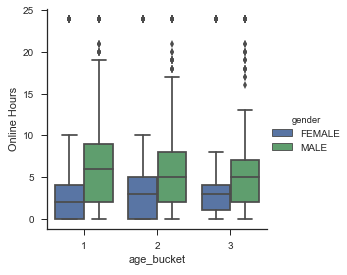 25
20
15
10
5
0
Online Hours
1 2 3
age_bucket
gender
FEMALE
MALE